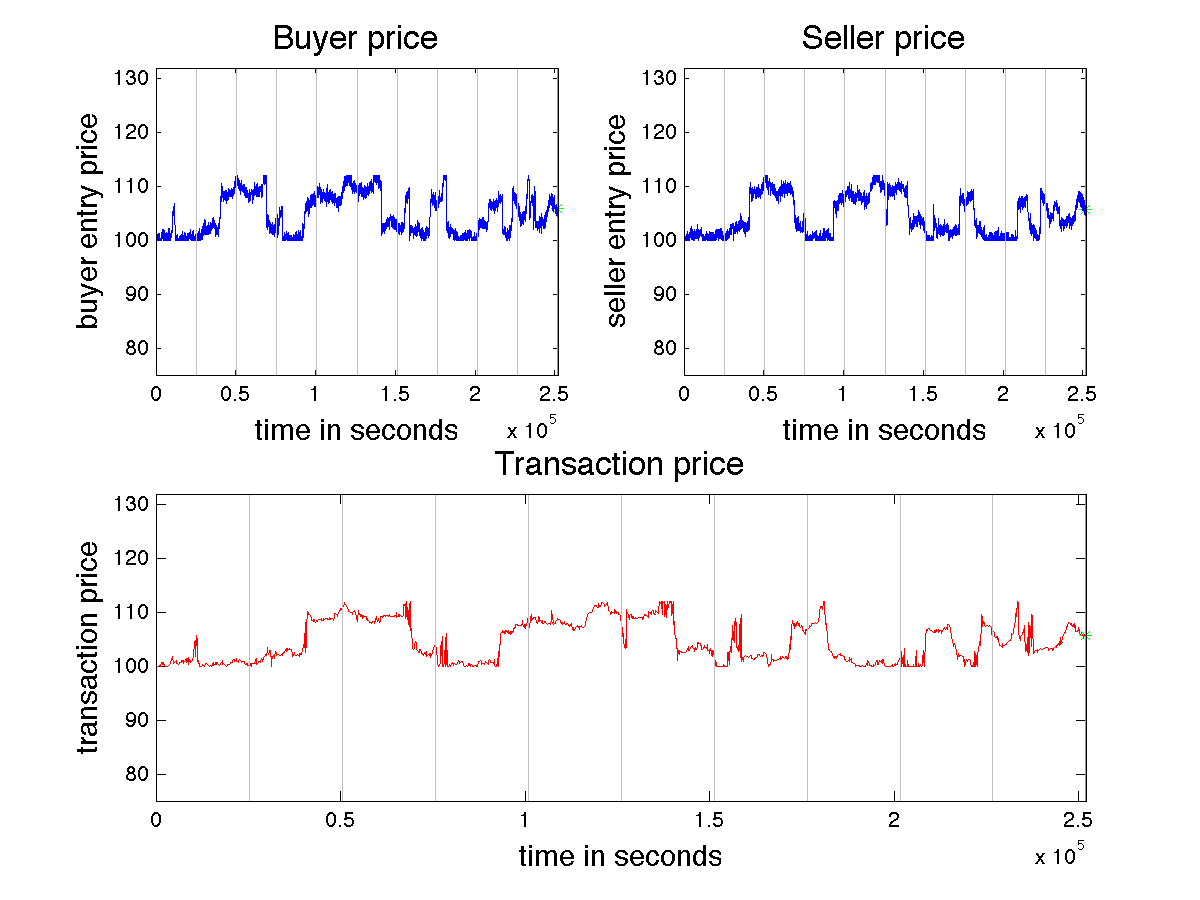 Buyer price
Seller price
130
120
110
100
90
80
buyer entry price
0 0.5 1 1.5 2 2.5
time in seconds
x 10^5
130
120
110
100
90
80
seller entry price
0 0.5 1 1.5 2 2.5
time in seconds
x 10^5
Transaction price
130
120
110
100
90
80
transaction price
0 0.5 1 1.5 2 2.5
time in seconds
x 10^5